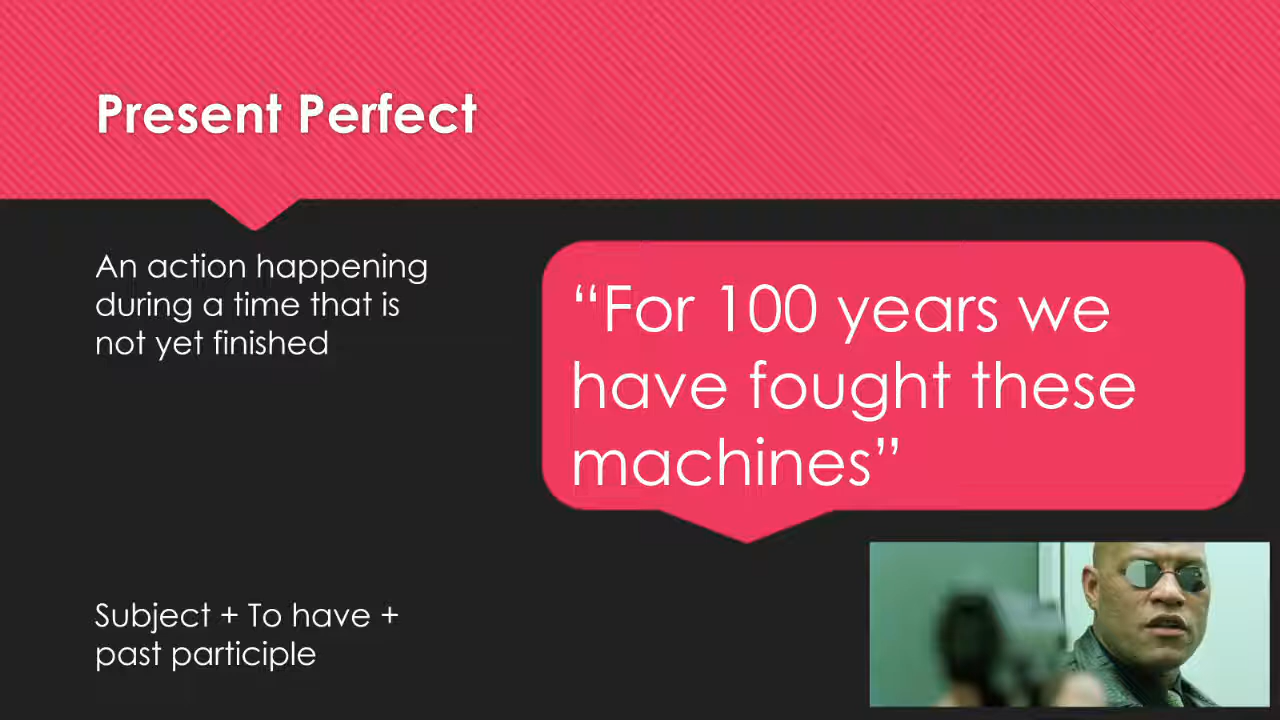 Present Perfect
An action happening
during a time that is
not yet finished
“For 100 years we
have fought these
machines”
Subject + To have +
past participle